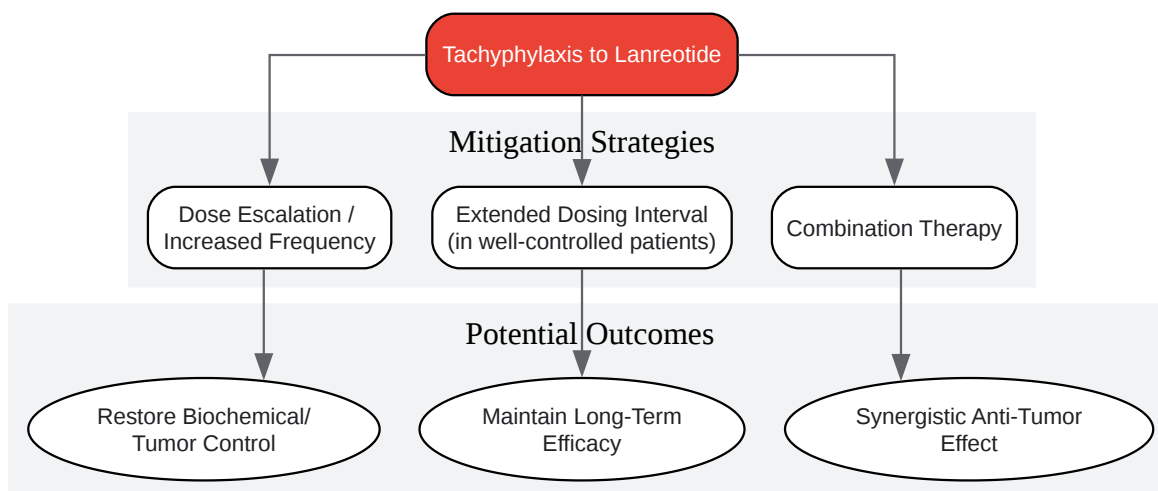 Tachyphylaxis to Lanreotide
Mitigation Strategies
Dose Escalation /
Increased Frequency
Extended Dosing Interval
(in well-controlled patients)
Combination Therapy
Potential Outcomes
Restore Biochemical/
Tumor Control
Maintain Long-Term
Efficacy
Synergistic Anti-Tumor
Effect